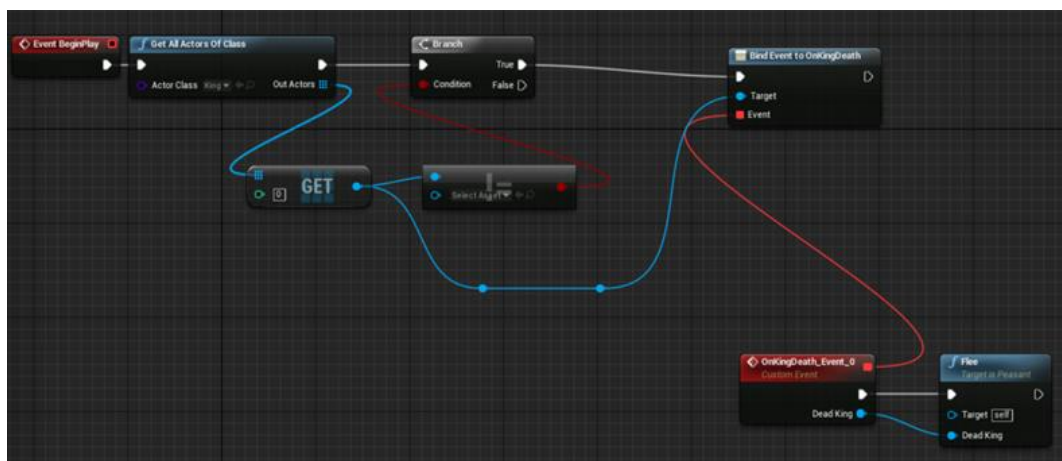 Event BeginPlay
Get All Actors Of Class
Actor Class King
Out Actors
Branch
True
Condition
False
Bind Event to OnKingDeath
Target
Event
0
GET
!=
Select Asset
OnKingDeath_Event_0
Custom Event
Dead King
Flee
Target is Peasant
Target self
Dead King